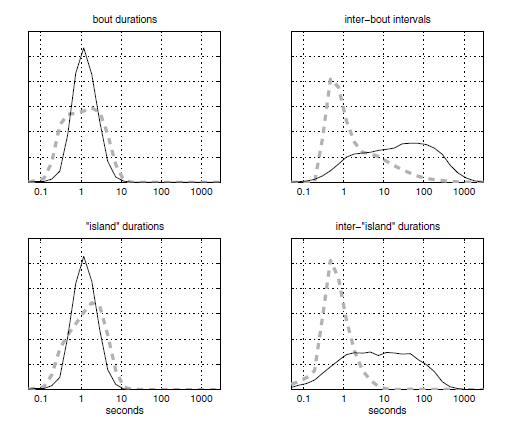 bout durations
inter−bout intervals
0.1 1 10 100 1000
0.1 1 10 100 1000
"island" durations
inter−"island" durations
0.1 1 10 100 1000
0.1 1 10 100 1000
seconds
seconds